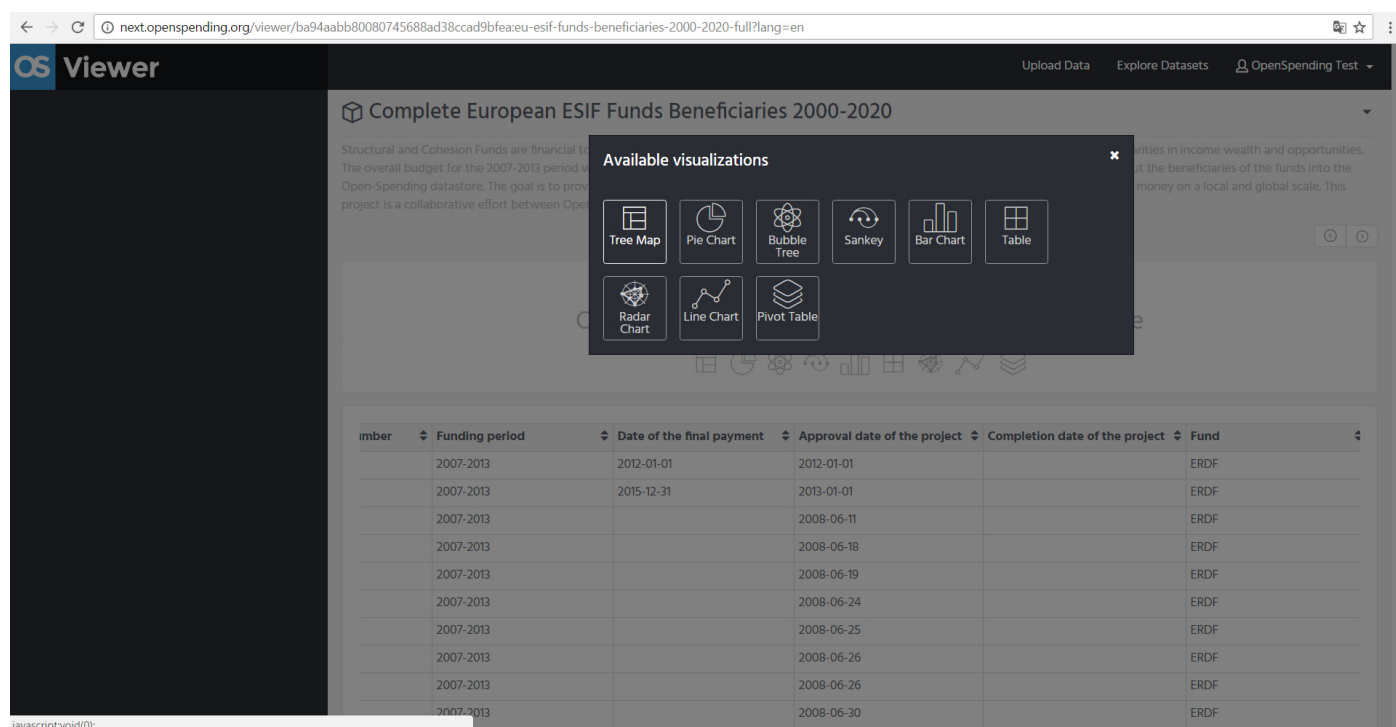 next.openspending.org/viewer/ba94aabb80080745688ad38ccad9bfea:eu-esif-funds-beneficiaries-2000-2020-full?lang=en
OS Viewer
Upload Data Explore Datasets OpenSpending Test
Complete European ESIF Funds Beneficiaries 2000-2020
Structural and Cohesion Funds are financial to
arities in income wealth and opportunities.
The overall budget for the 2007-2013 period w
ut the beneficiaries of the funds into the
Open-Spending datastore. The goal is to prov
money on a local and global scale. This
project is a collaborative effort between Ope
Available visualizations
Tree Map Pie Chart Bubble Tree Sankey Bar Chart Table
Radar Chart Line Chart Pivot Table
umber Funding period Date of the final payment Approval date of the project Completion date of the project Fund
2007-2013 2012-01-01 2012-01-01 ERDF
2007-2013 2015-12-31 2013-01-01 ERDF
2007-2013 2008-06-11 ERDF
2007-2013 2008-06-18 ERDF
2007-2013 2008-06-19 ERDF
2007-2013 2008-06-24 ERDF
2007-2013 2008-06-25 ERDF
2007-2013 2008-06-26 ERDF
2007-2013 2008-06-26 ERDF
2007-2013 2008-06-30 ERDF
javascript:void(0);